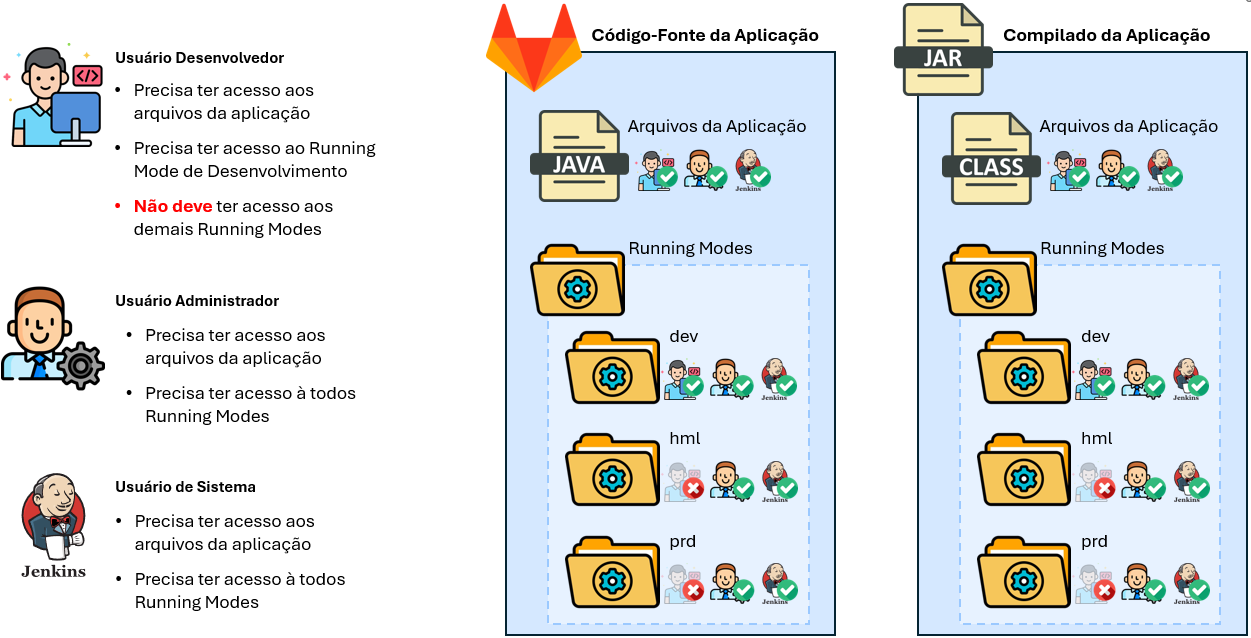 Usuário Desenvolvedor
• Precisa ter acesso aos
arquivos da aplicação
• Precisa ter acesso ao Running
Mode de Desenvolvimento
• Não deve ter acesso aos
demais Running Modes
Usuário Administrador
• Precisa ter acesso aos
arquivos da aplicação
• Precisa ter acesso à todos
Running Modes
Jenkins
Usuário de Sistema
• Precisa ter acesso aos
arquivos da aplicação
• Precisa ter acesso à todos
Running Modes
Código-Fonte da Aplicação
JAVA
Arquivos da Aplicação
Jenkins
Running Modes
dev
Jenkins
hml
Jenkins
prd
Jenkins
JAR
Compilado da Aplicação
CLASS
Arquivos da Aplicação
Jenkins
Running Modes
dev
Jenkins
hml
Jenkins
prd
Jenkins